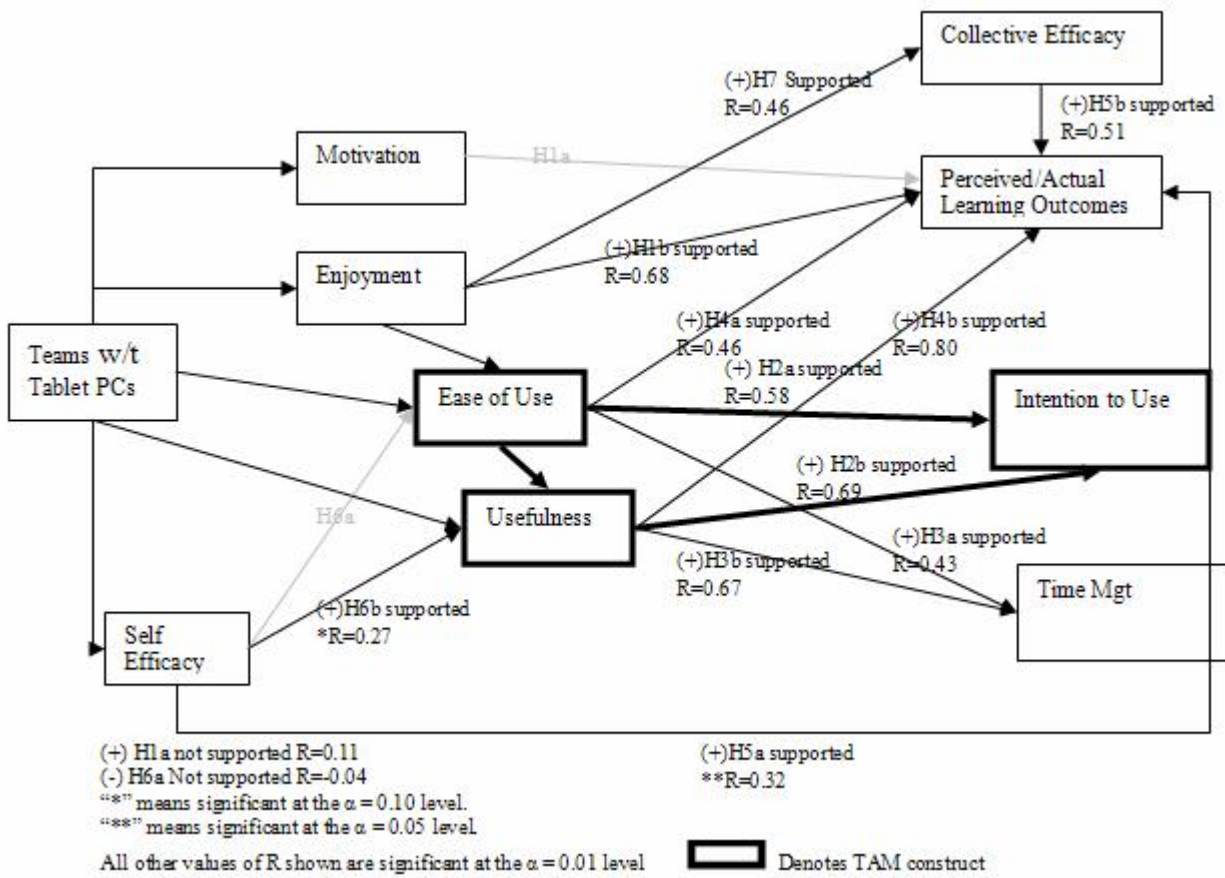 Collective Efficacy
(+)H7 Supported
R=0.46
(+)H5b supported
R=0.51
Motivation
H1a
Perceived/Actual
Learning Outcomes
(+)H1b supported
R=0.68
Enjoyment
(+)H4a supported
R=0.46
(+)H4b supported
R=0.80
Teams w/t
Tablet PCs
(+) H2a supported
R=0.58
Ease of Use
Intention to Use
(+) H2b supported
R=0.69
Usefulness
H6a
(+)H3a supported
R=0.43
(+)H3b supported
R=0.67
Time Mgt
(+)H6b supported
*R=0.27
Self
Efficacy
(+) H1a not supported R=0.11
(-) H6a Not supported R=-0.04
“*” means significant at the α = 0.10 level.
“**” means significant at the α = 0.05 level.
(+)H5a supported
**R=0.32
All other values of R shown are significant at the α = 0.01 level
Denotes TAM construct